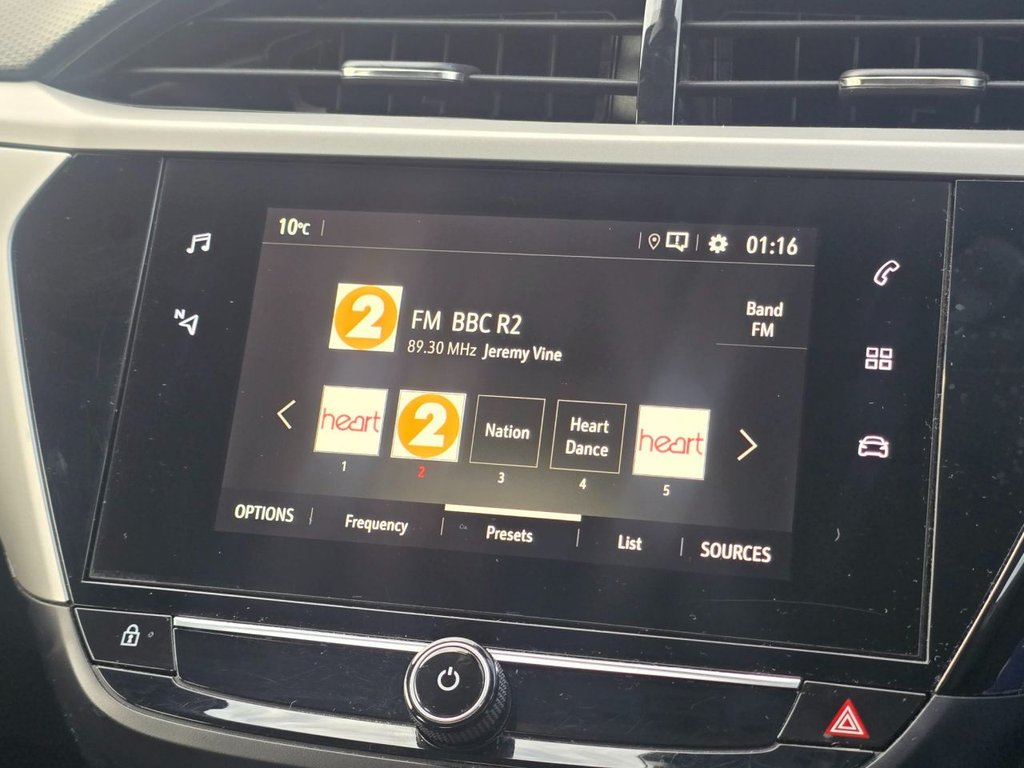 10°C
01:16
N
2
FM BBC R2
89.30 MHz Jeremy Vine
Band
FM
heart
2
Nation
Heart
Dance
heart
1
2
3
4
5
OPTIONS
Frequency
Presets
List
SOURCES